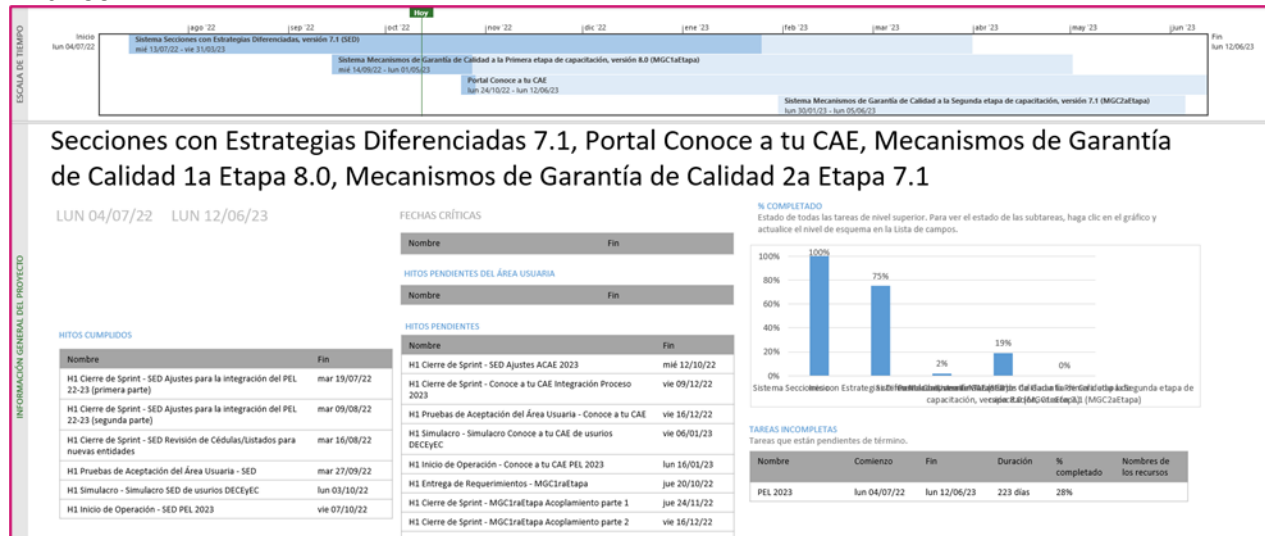 Hoy
ESCALA DE TIEMPO
Inicio
lun 04/07/22
ago '22 sep '22 oct '22 nov '22 dic '22 ene '23 feb '23 mar '23 abr '23 may '23 jun '23
Fin
lun 12/06/23
Sistema Secciones con Estrategias Diferenciadas, versión 7.1 (SED)
mié 13/07/22 - vie 31/03/23
Sistema Mecanismos de Garantía de Calidad a la Primera etapa de capacitación, versión 8.0 (MGC1aEtapa)
mié 14/09/22 - lun 01/05/23
Portal Conoce a tu CAE
lun 24/10/22 - lun 12/06/23
Sistema Mecanismos de Garantía de Calidad a la Segunda etapa de capacitación, versión 7.1 (MGC2aEtapa)
lun 30/01/23 - lun 05/06/23
INFORMACIÓN GENERAL DEL PROYECTO
Secciones con Estrategias Diferenciadas 7.1, Portal Conoce a tu CAE, Mecanismos de Garantía
de Calidad 1a Etapa 8.0, Mecanismos de Garantía de Calidad 2a Etapa 7.1
LUN 04/07/22 LUN 12/06/23
HITOS CUMPLIDOS
Nombre Fin
H1 Cierre de Sprint - SED Ajustes para la integración del PEL mar 19/07/22
22-23 (primera parte)
H1 Cierre de Sprint - SED Ajustes para la integración del PEL mar 09/08/22
22-23 (segunda parte)
H1 Cierre de Sprint - SED Revisión de Cédulas/Listados para mar 16/08/22
nuevas entidades
H1 Pruebas de Aceptación del Área Usuaria - SED mar 27/09/22
H1 Simulacro - Simulacro SED de usurios DECEyEC lun 03/10/22
H1 Inicio de Operación - SED PEL 2023 vie 07/10/22
FECHAS CRÍTICAS
Nombre Fin
HITOS PENDIENTES DEL ÁREA USUARIA
Nombre Fin
HITOS PENDIENTES
Nombre Fin
H1 Cierre de Sprint - SED Ajustes ACAE 2023 mié 12/10/22
H1 Cierre de Sprint - Conoce a tu CAE Integración Proceso vie 09/12/22
2023
H1 Pruebas de Aceptación del Área Usuaria - Conoce a tu CAE vie 16/12/22
H1 Simulacro - Simulacro Conoce a tu CAE de usurios vie 06/01/23
DECEyEC
H1 Inicio de Operación - Conoce a tu CAE PEL 2023 lun 16/01/23
H1 Entrega de Requerimientos - MGC1raEtapa jue 20/10/22
H1 Cierre de Sprint - MGC1raEtapa Acoplamiento parte 1 jue 24/11/22
H1 Cierre de Sprint - MGC1raEtapa Acoplamiento parte 2 vie 16/12/22
% COMPLETADO
Estado de todas las tareas de nivel superior. Para ver el estado de las subtareas, haga clic en el gráfico y
actualice el nivel de esquema en la Lista de campos.
100%
80%
60%
40%
20%
0%
100% 75% 2% 19% 0%
TAREAS INCOMPLETAS
Tareas que están pendientes de término.
Nombre Comienzo Fin Duración % completado Nombres de los recursos
PEL 2023 lun 04/07/22 lun 12/06/23 223 días 28%